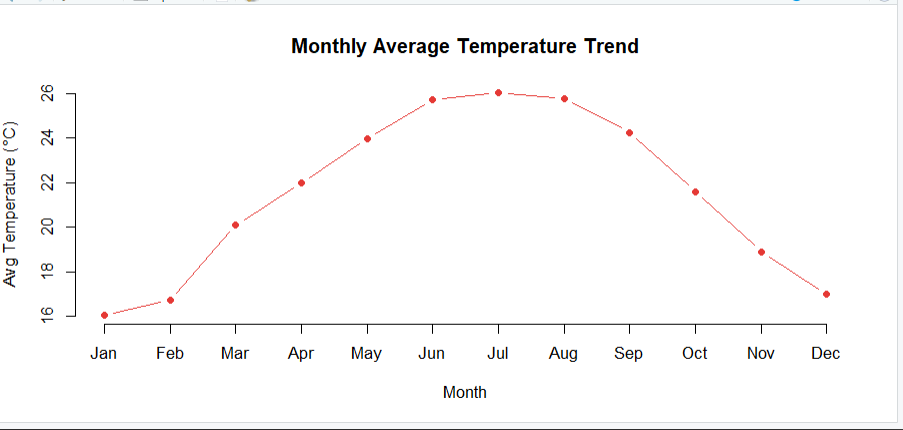 Monthly Average Temperature Trend
Avg Temperature (°C)
26
24
22
20
18
16
Jan Feb Mar Apr May Jun Jul Aug Sep Oct Nov Dec
Month